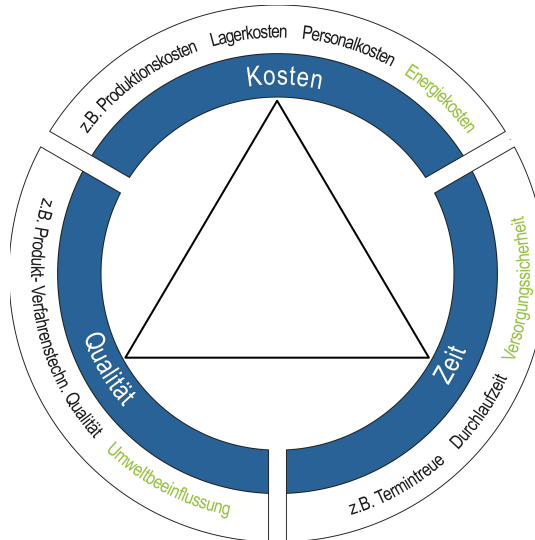 z.B. Produktionskosten Lagerkosten Personalkosten Energiekosten
Kosten
Versorgungssicherheit
Zeit
z.B. Termintreue Durchlaufzeit
z.B. Produkt- Verfahrenstechn. Qualität
Qualität
Umweltbeeinflussung